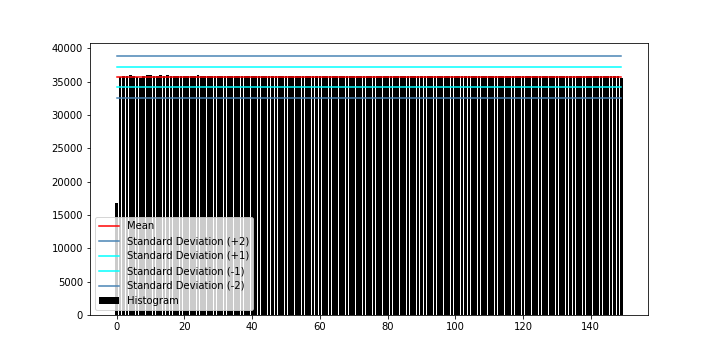 40000
35000
30000
25000
20000
15000
10000
5000
0
Mean
Standard Deviation (+2)
Standard Deviation (+1)
Standard Deviation (-1)
Standard Deviation (-2)
Histogram
0 20 40 60 80 100 120 140